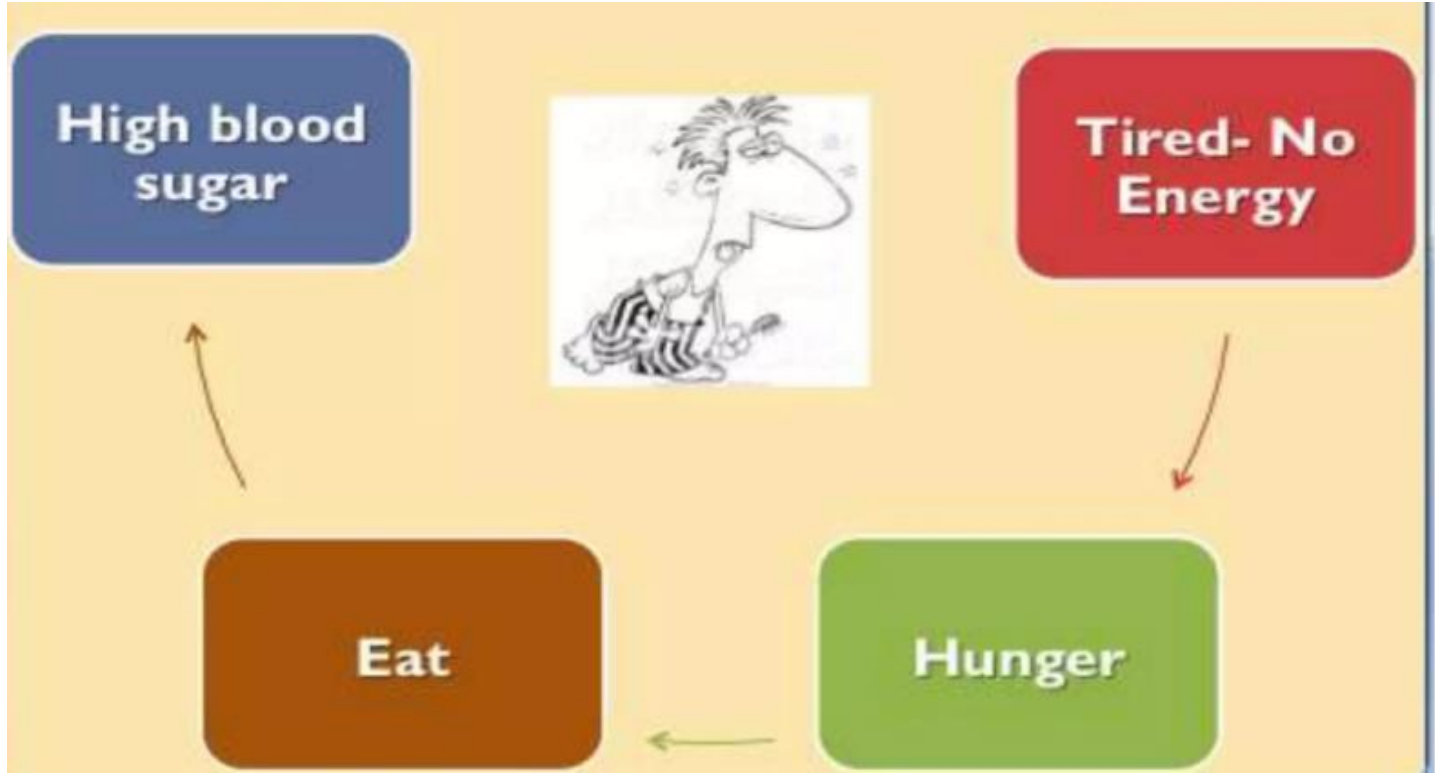 High blood
sugar
Tired- No
Energy
Eat
Hunger